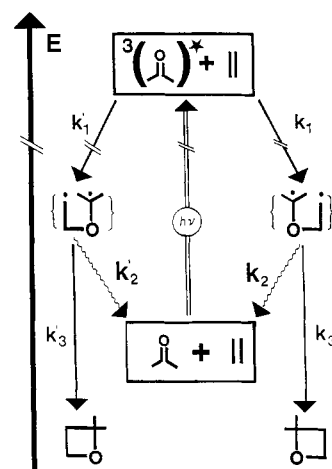 E
3( O )* + ||
k'1 k1
O O
hν
k'2 k2
k'3 O + || k3
O O